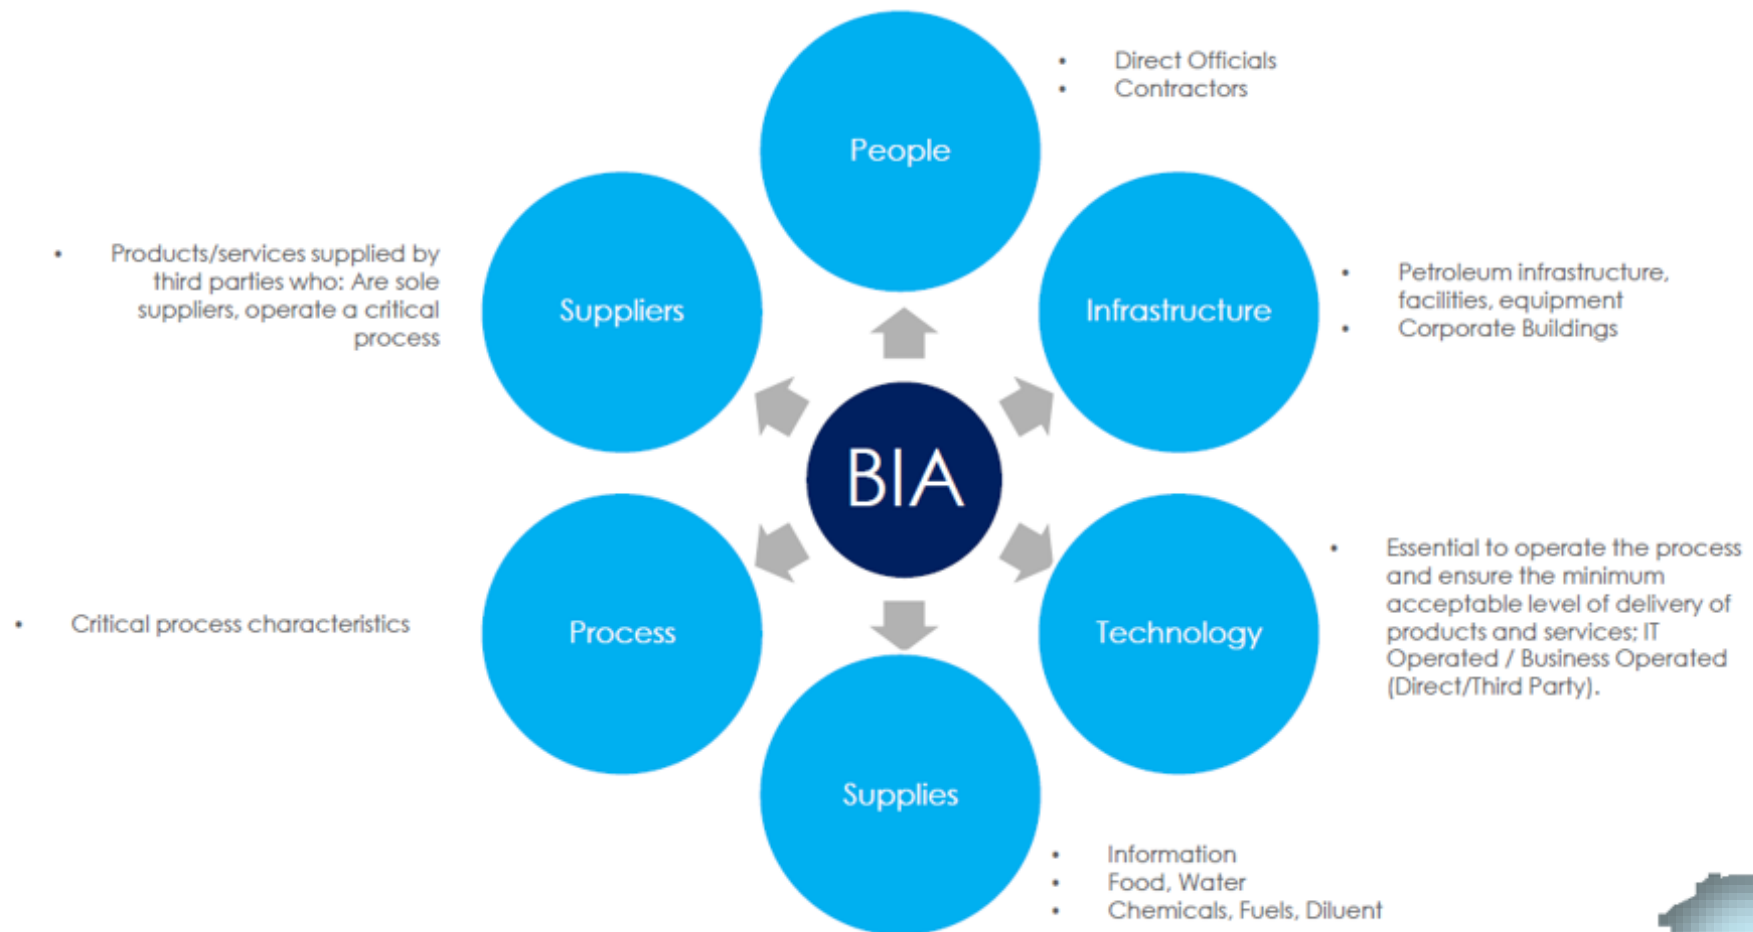 People
• Direct Officials
• Contractors
Infrastructure
• Petroleum infrastructure,
facilities, equipment
• Corporate Buildings
Technology
• Essential to operate the process
and ensure the minimum
acceptable level of delivery of
products and services; IT
Operated / Business Operated
(Direct/Third Party).
Supplies
• Information
• Food, Water
• Chemicals, Fuels, Diluent
Process
• Critical process characteristics
Suppliers
• Products/services supplied by
third parties who: Are sole
suppliers, operate a critical
process
BIA